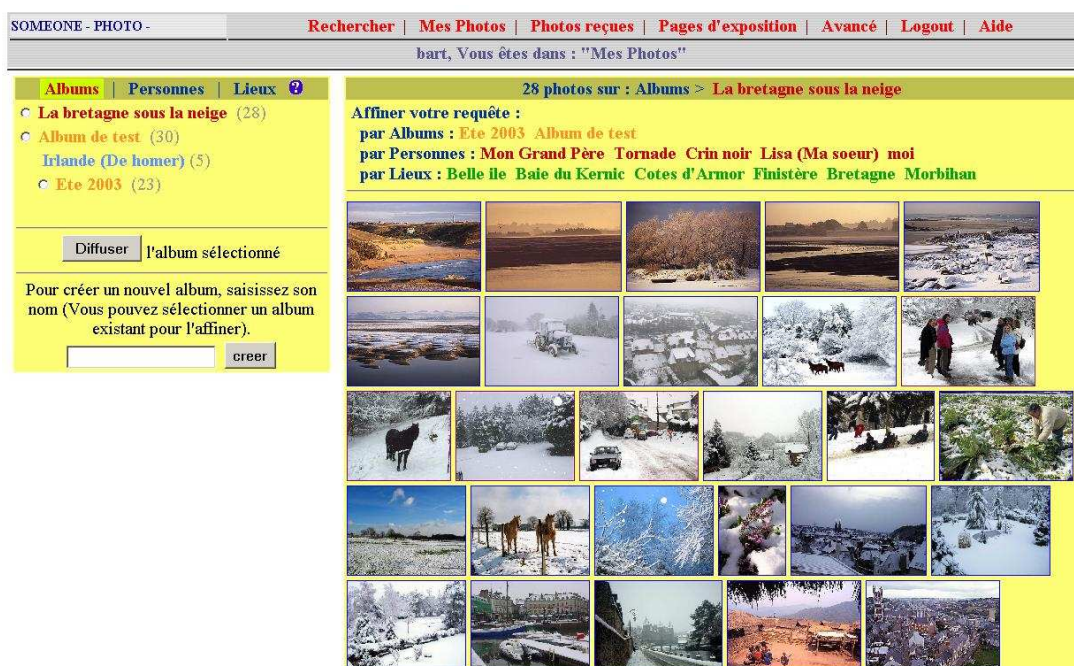 SOMEONE - PHOTO -
Rechercher | Mes Photos | Photos reçues | Pages d'exposition | Avancé | Logout | Aide
bart, Vous êtes dans : "Mes Photos"
Albums | Personnes | Lieux ?
La bretagne sous la neige (28)
Album de test (30)
Irlande (De homer) (5)
Ete 2003 (23)
Diffuser l'album sélectionné
Pour créer un nouvel album, saisissez son
nom (Vous pouvez sélectionner un album
existant pour l'affiner).
creer
28 photos sur : Albums > La bretagne sous la neige
Affiner votre requête :
par Albums : Ete 2003 Album de test
par Personnes : Mon Grand Père Tornade Crin noir Lisa (Ma soeur) moi
par Lieux : Belle ile Baie du Kernic Cotes d'Armor Finistère Bretagne Morbihan